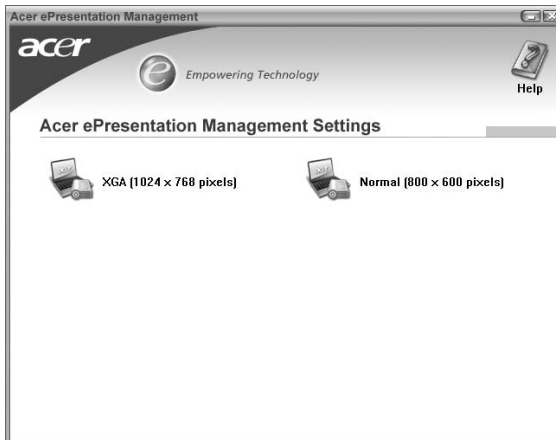 Acer ePresentation Management
acer
e Empowering Technology
Help
Acer ePresentation Management Settings
XGA (1024 x 768 pixels)
Normal (800 x 600 pixels)